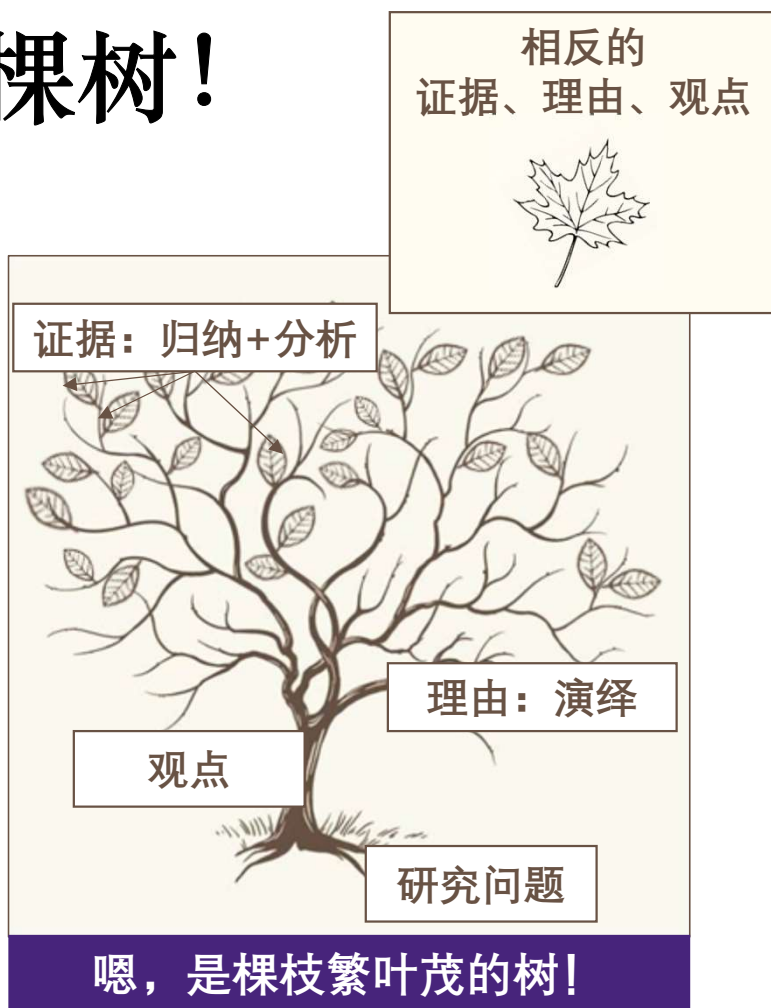 棵树！
相反的
证据、理由、观点
证据：归纳+分析
理由：演绎
观点
研究问题
嗯，是棵枝繁叶茂的树！